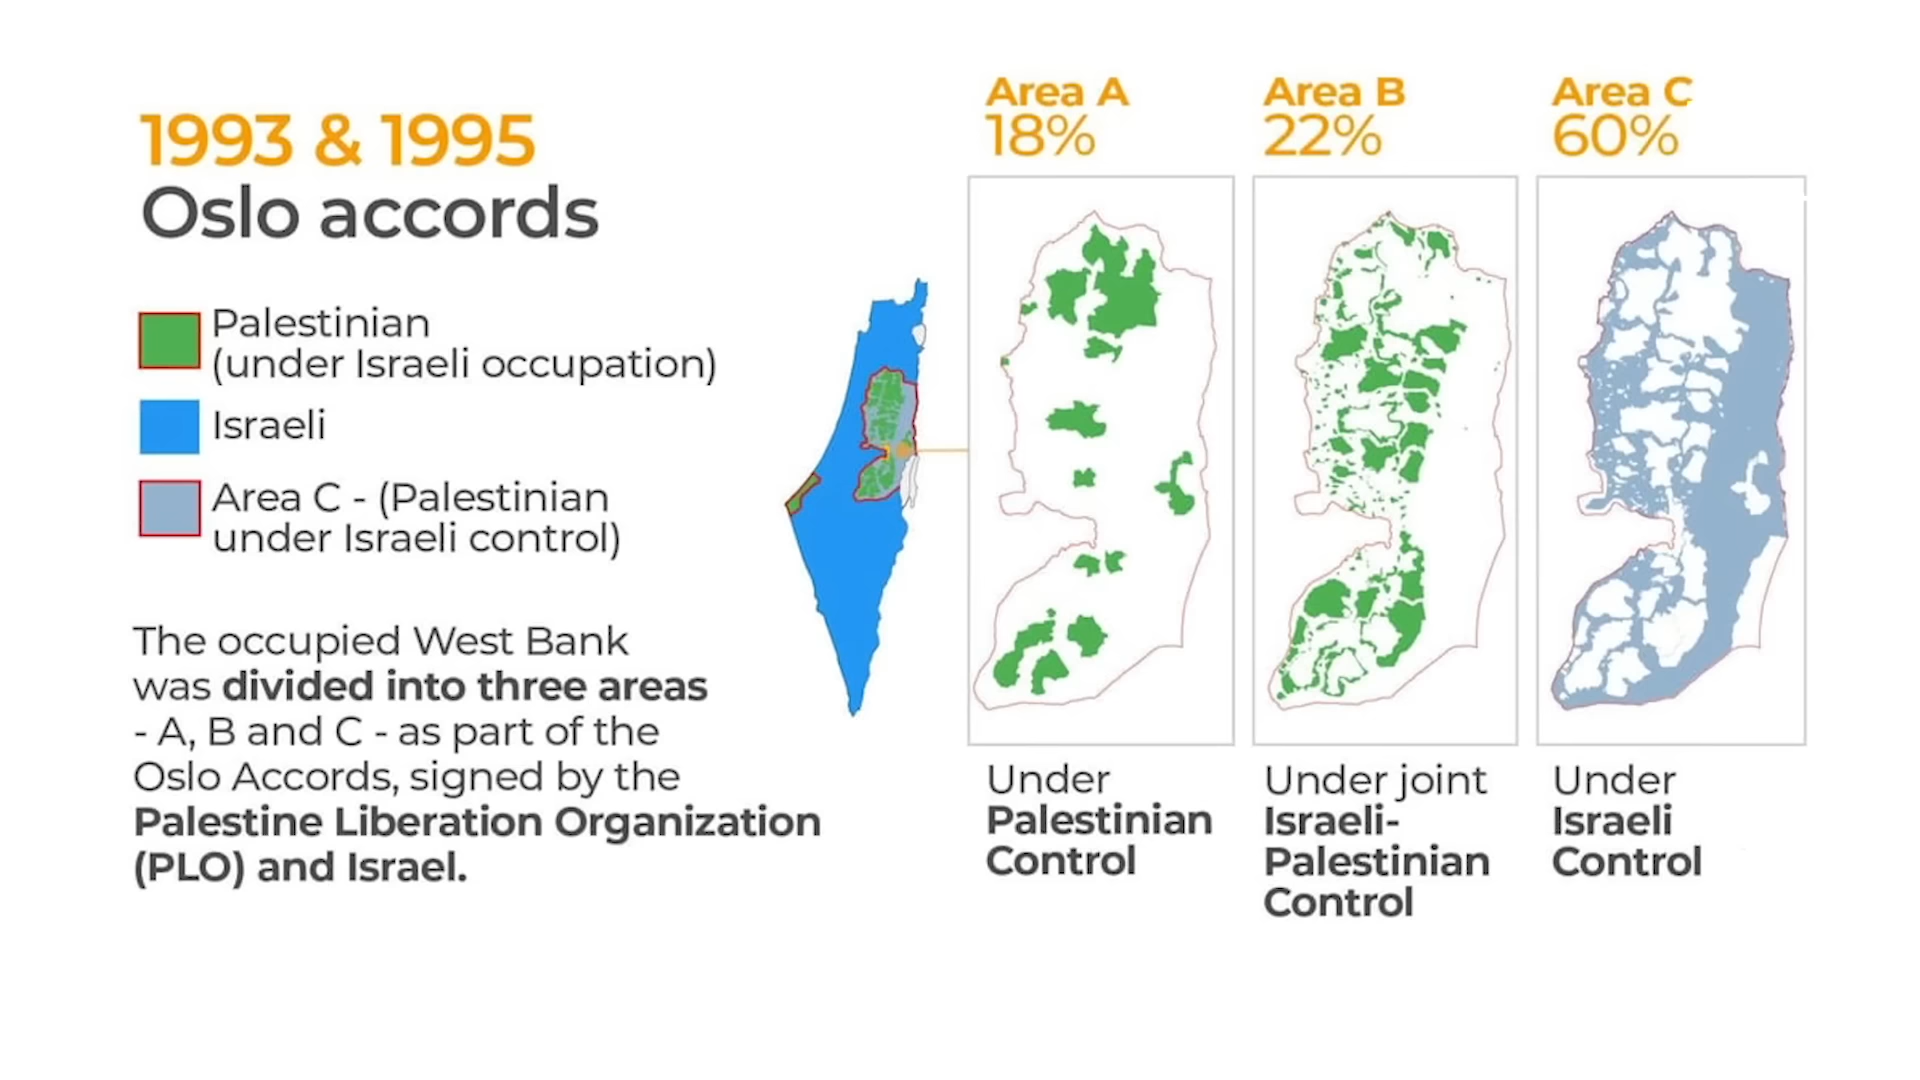 1993 & 1995
Oslo accords
Palestinian
(under Israeli occupation)
Israeli
Area C - (Palestinian
under Israeli control)
The occupied West Bank
was divided into three areas
- A, B and C - as part of the
Oslo Accords, signed by the
Palestine Liberation Organization
(PLO) and Israel.
Area A
18%
Under
Palestinian
Control
Area B
22%
Under joint
Israeli-
Palestinian
Control
Area C
60%
Under
Israeli
Control